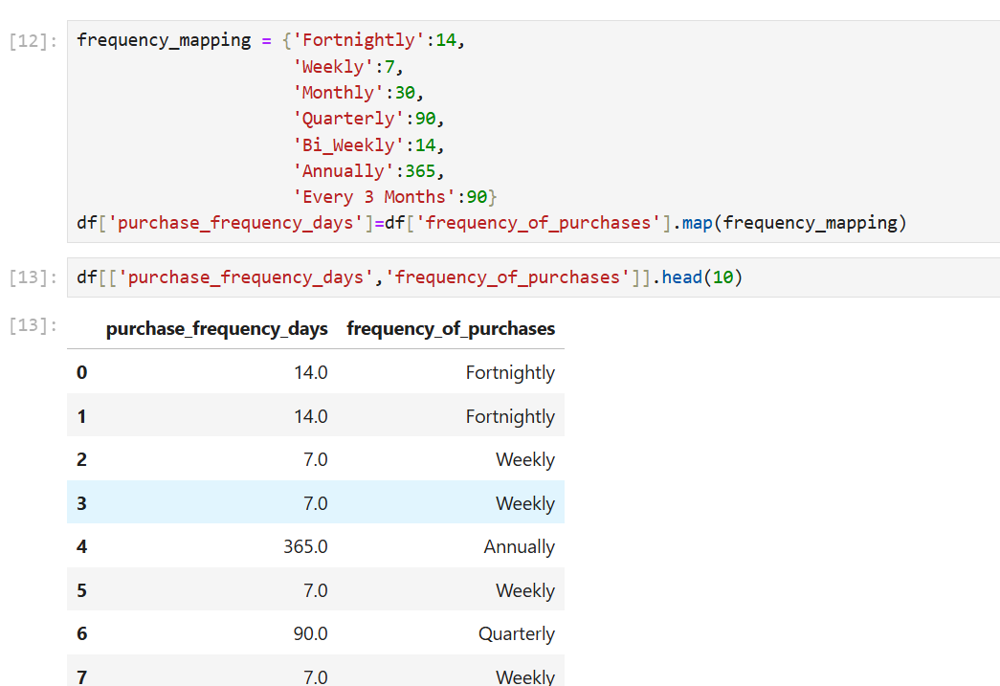 [12]: frequency_mapping = {'Fortnightly':14,
'Weekly':7,
'Monthly':30,
'Quarterly':90,
'Bi_Weekly':14,
'Annually':365,
'Every 3 Months':90}
df['purchase_frequency_days']=df['frequency_of_purchases'].map(frequency_mapping)
[13]: df[['purchase_frequency_days','frequency_of_purchases']].head(10)
[13]: purchase_frequency_days frequency_of_purchases
0 14.0 Fortnightly
1 14.0 Fortnightly
2 7.0 Weekly
3 7.0 Weekly
4 365.0 Annually
5 7.0 Weekly
6 90.0 Quarterly
7 7.0 Weekly